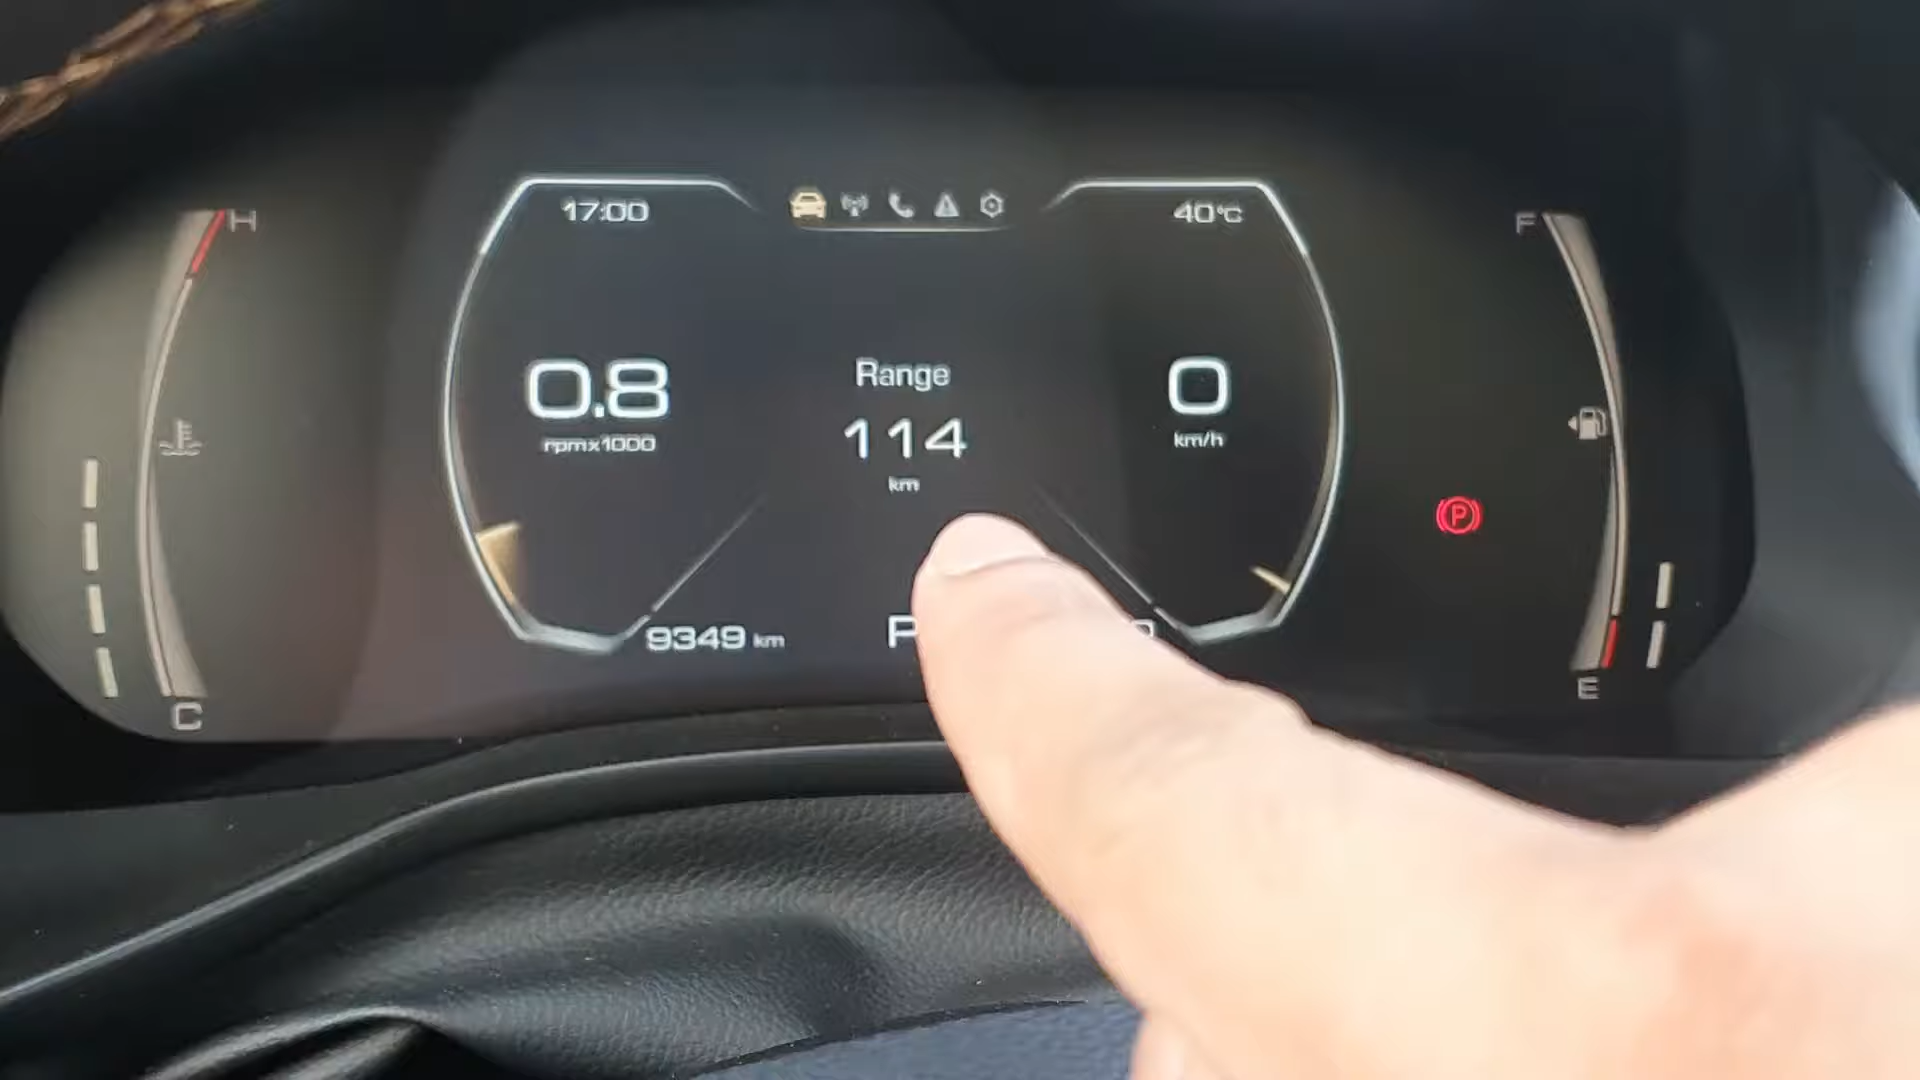 H
17:00
40°C
F
0.8
rpmx1000
Range
114
km
0
km/h
P
9349 km
P
E
C